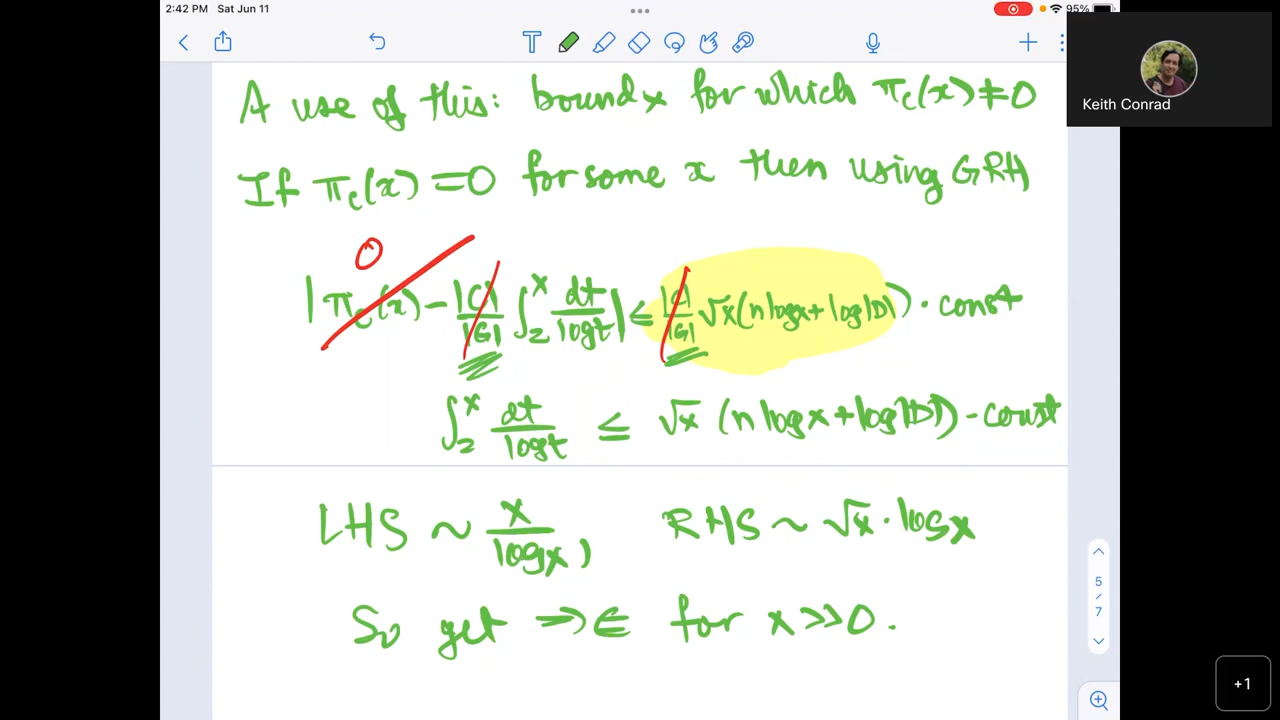 2:42 PM Sat Jun 11
95%
Keith Conrad
A use of this: bound x for which π_C(x) ≠ 0
If π_C(x) = 0 for some x then using GRH
0
|π_C(x) − |C|/|G| ∫_2^x dt/log t| ≤ |C|/|G| √x (n log x + log|D|) · const
∫_2^x dt/log t ≤ √x (n log x + log|D|) · const
LHS ~ x/log x, RHS ~ √x · log x
So get ⇒⇐ for x >> 0.
5
/
7
+1